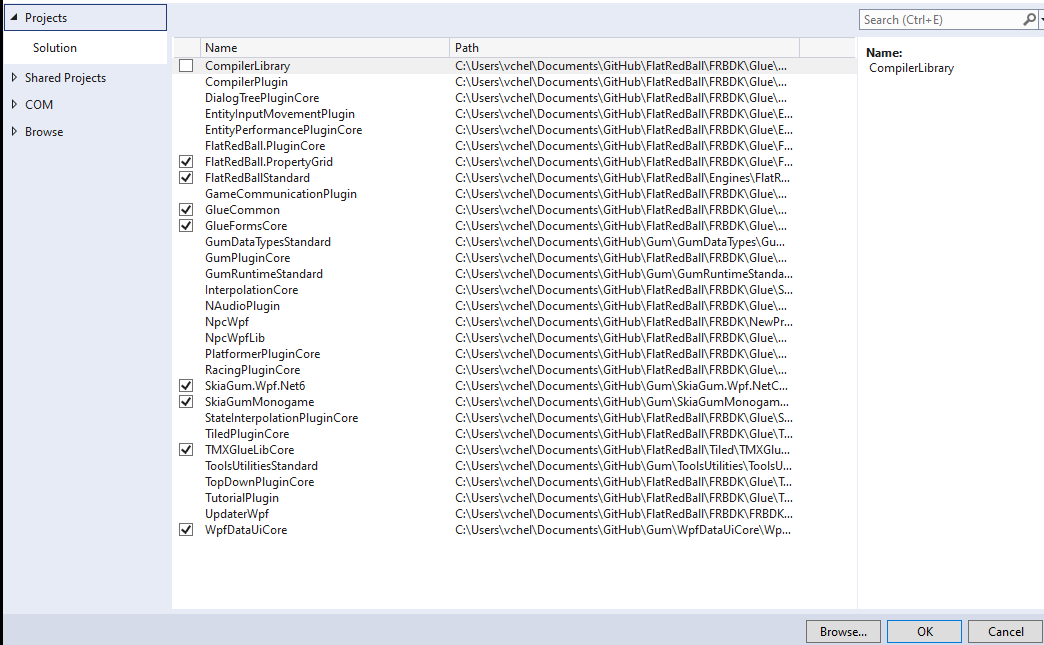 Projects
Search (Ctrl+E)
Solution
Shared Projects
COM
Browse
Name Path
CompilerLibrary C:\Users\vchel\Documents\GitHub\FlatRedBall\FRBDK\Glue\...
CompilerPlugin C:\Users\vchel\Documents\GitHub\FlatRedBall\FRBDK\Glue\...
DialogTreePluginCore C:\Users\vchel\Documents\GitHub\FlatRedBall\FRBDK\Glue\...
EntityInputMovementPlugin C:\Users\vchel\Documents\GitHub\FlatRedBall\FRBDK\Glue\E...
EntityPerformancePluginCore C:\Users\vchel\Documents\GitHub\FlatRedBall\FRBDK\Glue\E...
FlatRedBall.PluginCore C:\Users\vchel\Documents\GitHub\FlatRedBall\FRBDK\Glue\F...
FlatRedBall.PropertyGrid C:\Users\vchel\Documents\GitHub\FlatRedBall\FRBDK\Glue\F...
FlatRedBallStandard C:\Users\vchel\Documents\GitHub\FlatRedBall\Engines\FlatR...
GameCommunicationPlugin C:\Users\vchel\Documents\GitHub\FlatRedBall\FRBDK\Glue\...
GlueCommon C:\Users\vchel\Documents\GitHub\FlatRedBall\FRBDK\Glue\...
GlueFormsCore C:\Users\vchel\Documents\GitHub\FlatRedBall\FRBDK\Glue\...
GumDataTypesStandard C:\Users\vchel\Documents\GitHub\Gum\GumDataTypes\Gu...
GumPluginCore C:\Users\vchel\Documents\GitHub\FlatRedBall\FRBDK\Glue\...
GumRuntimeStandard C:\Users\vchel\Documents\GitHub\Gum\GumRuntimeStanda...
InterpolationCore C:\Users\vchel\Documents\GitHub\FlatRedBall\FRBDK\Glue\S...
NAudioPlugin C:\Users\vchel\Documents\GitHub\FlatRedBall\FRBDK\Glue\...
NpcWpf C:\Users\vchel\Documents\GitHub\FlatRedBall\FRBDK\NewPr...
NpcWpfLib C:\Users\vchel\Documents\GitHub\FlatRedBall\FRBDK\Glue\...
PlatformerPluginCore C:\Users\vchel\Documents\GitHub\FlatRedBall\FRBDK\Glue\...
RacingPluginCore C:\Users\vchel\Documents\GitHub\FlatRedBall\FRBDK\Glue\...
SkiaGum.Wpf.Net6 C:\Users\vchel\Documents\GitHub\Gum\SkiaGum.Wpf.NetC...
SkiaGumMonogame C:\Users\vchel\Documents\GitHub\Gum\SkiaGumMonogam...
StateInterpolationPluginCore C:\Users\vchel\Documents\GitHub\FlatRedBall\FRBDK\Glue\S...
TiledPluginCore C:\Users\vchel\Documents\GitHub\FlatRedBall\FRBDK\Glue\T...
TMXGlueLibCore C:\Users\vchel\Documents\GitHub\FlatRedBall\Tiled\TMXGlu...
ToolsUtilitiesStandard C:\Users\vchel\Documents\GitHub\Gum\ToolsUtilities\ToolsU...
TopDownPluginCore C:\Users\vchel\Documents\GitHub\FlatRedBall\FRBDK\Glue\T...
TutorialPlugin C:\Users\vchel\Documents\GitHub\FlatRedBall\FRBDK\Glue\T...
UpdaterWpf C:\Users\vchel\Documents\GitHub\FlatRedBall\FRBDK\FRBDK...
WpfDataUiCore C:\Users\vchel\Documents\GitHub\Gum\WpfDataUiCore\Wp...
Name:
CompilerLibrary
Browse... OK Cancel